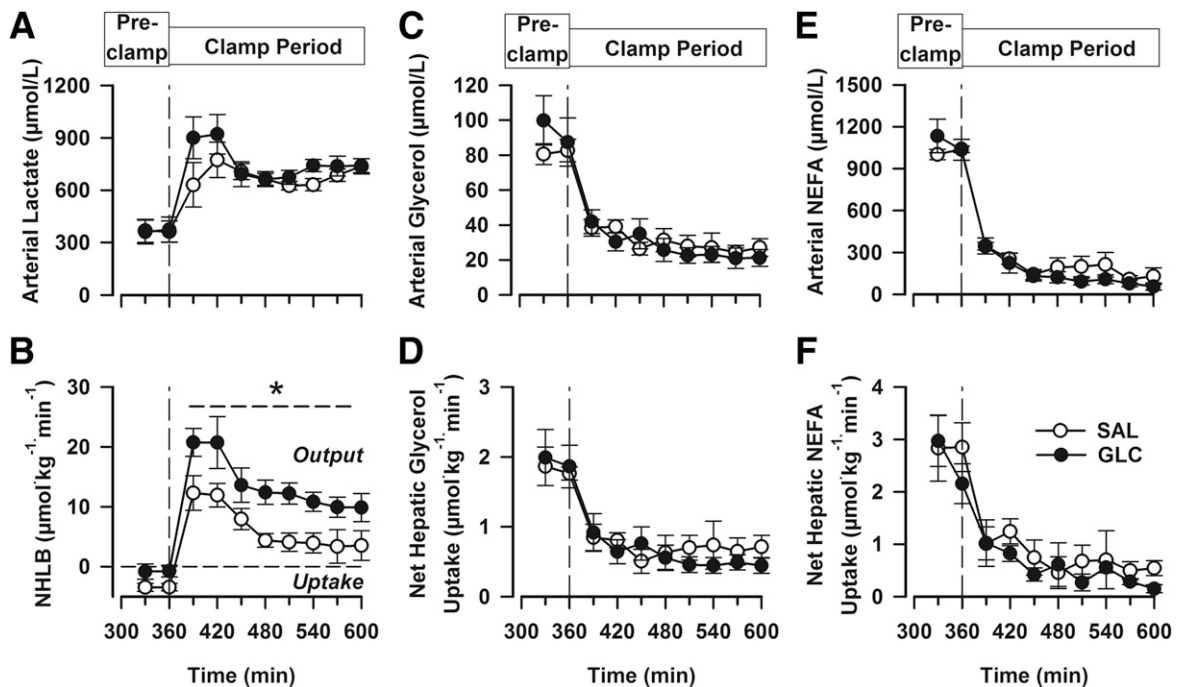 A
Pre-
clamp
Clamp Period
Arterial Lactate (µmol/L)
1200
900
600
300
0
C
Pre-
clamp
Clamp Period
Arterial Glycerol (µmol/L)
120
100
80
60
40
20
0
E
Pre-
clamp
Clamp Period
Arterial NEFA
(µmol/L)
1500
1200
900
600
300
0
B
NHLB (µmol·kg-1·min-1)
30
20
10
0
*
Output
Uptake
300 360 420 480 540 600
Time (min)
D
Net Hepatic Glycerol
Uptake (µmol·kg-1·min-1)
3
2
1
0
300 360 420 480 540 600
Time (min)
F
Net Hepatic NEFA
Uptake (µmol·kg-1·min-1)
4
3
2
1
0
SAL
GLC
300 360 420 480 540 600
Time (min)